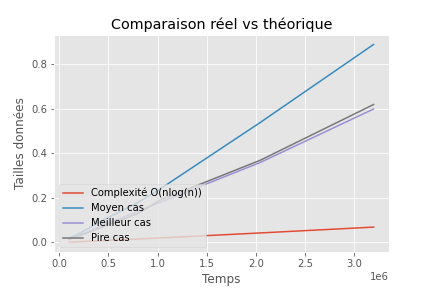 Comparaison réel vs théorique
Tailles données
0.8
0.6
0.4
0.2
0.0
Complexité O(nlog(n))
Moyen cas
Meilleur cas
Pire cas
0.0 0.5 1.0 1.5 2.0 2.5 3.0
1e6
Temps